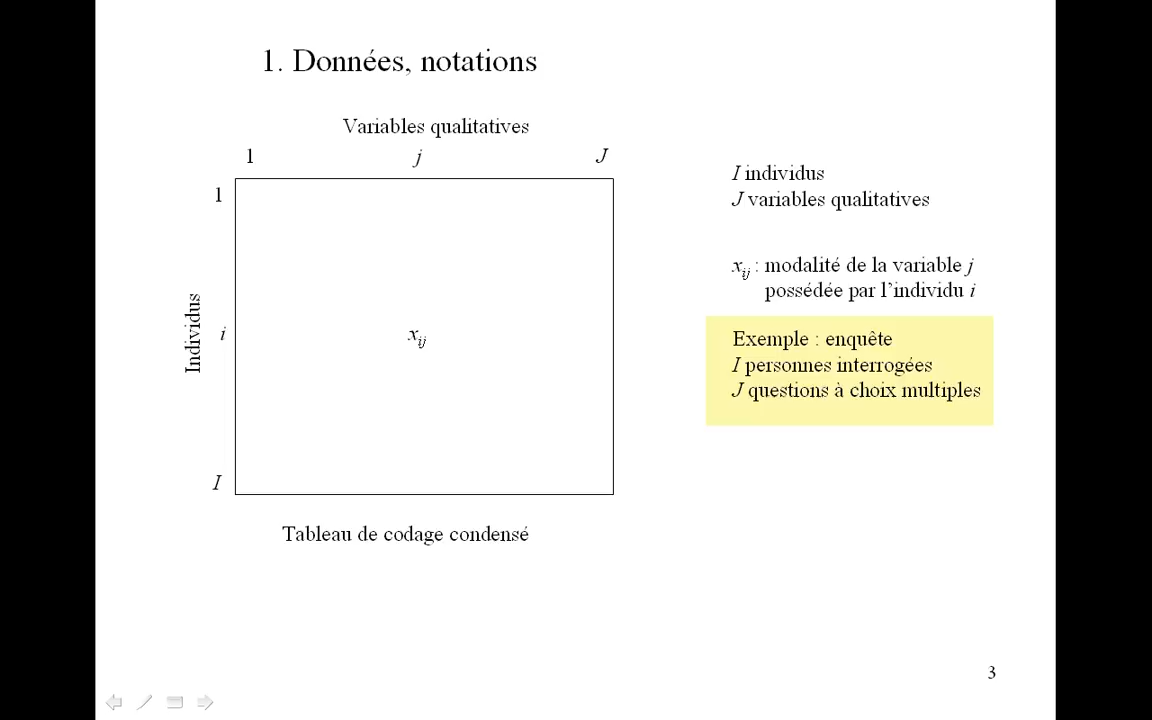 1. Données, notations
Variables qualitatives
1 j J
1
Individus
i
x_ij
I
Tableau de codage condensé
I individus
J variables qualitatives
x_ij : modalité de la variable j
possédée par l'individu i
Exemple : enquête
I personnes interrogées
J questions à choix multiples
3